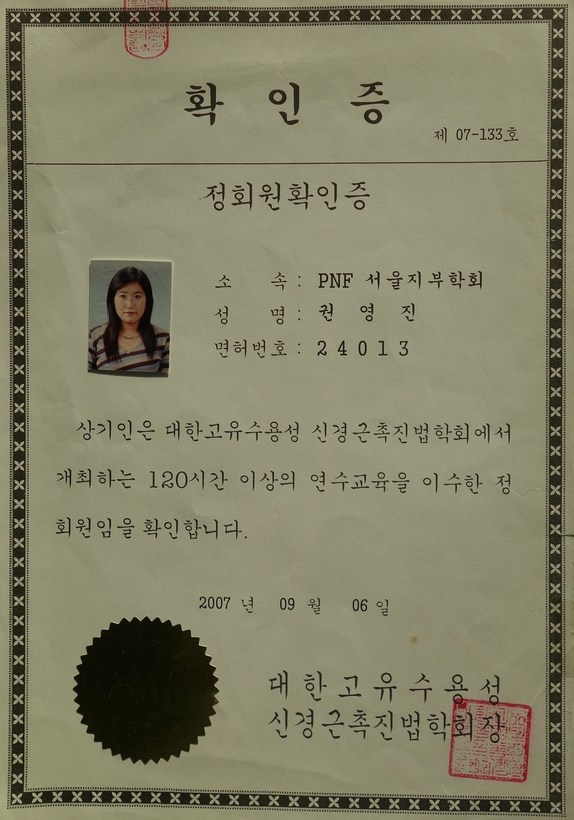 확인증
제 07-133호
정회원확인증
소 속 : PNF 서울지부학회
성 명 : 권 영 진
면허번호 : 24013
상기인은 대한고유수용성 신경근촉진법학회에서
개최하는 120시간 이상의 연수교육을 이수한 정
회원임을 확인합니다.
2007 년 09 월 06 일
대한고유수용성
신경근촉진법학회장